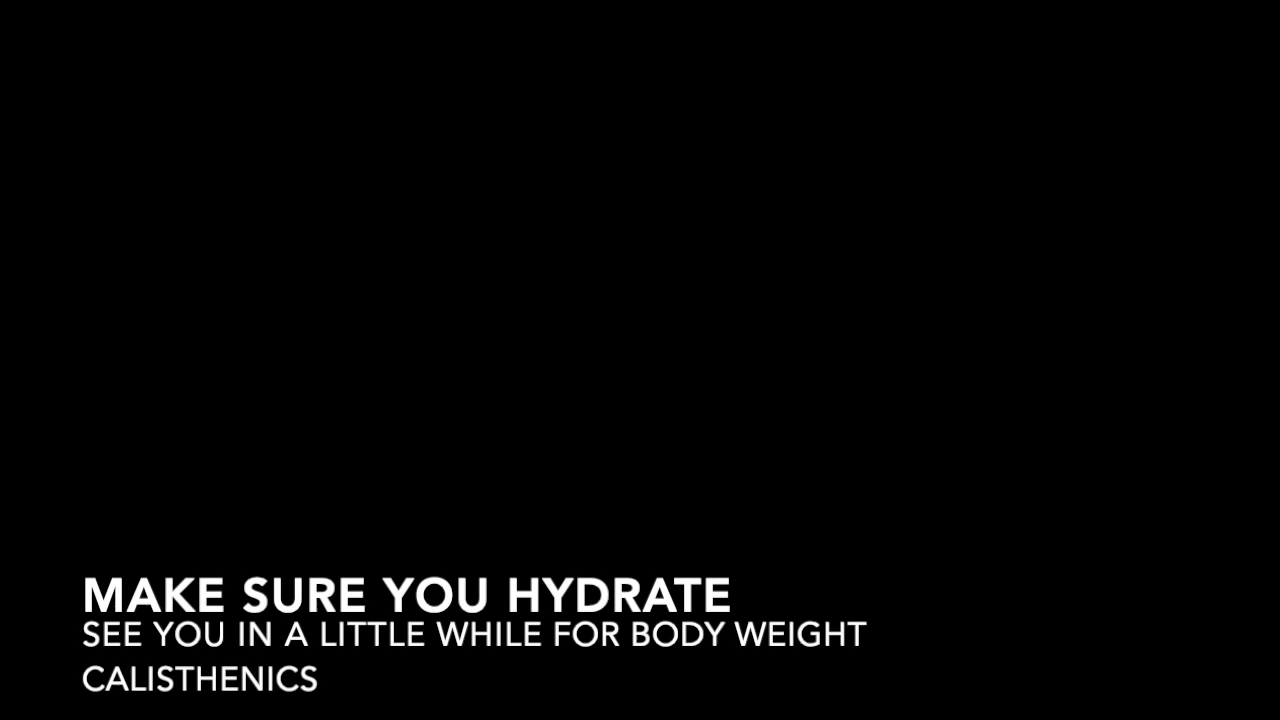 MAKE SURE YOU HYDRATE
SEE YOU IN A LITTLE WHILE FOR BODY WEIGHT
CALISTHENICS